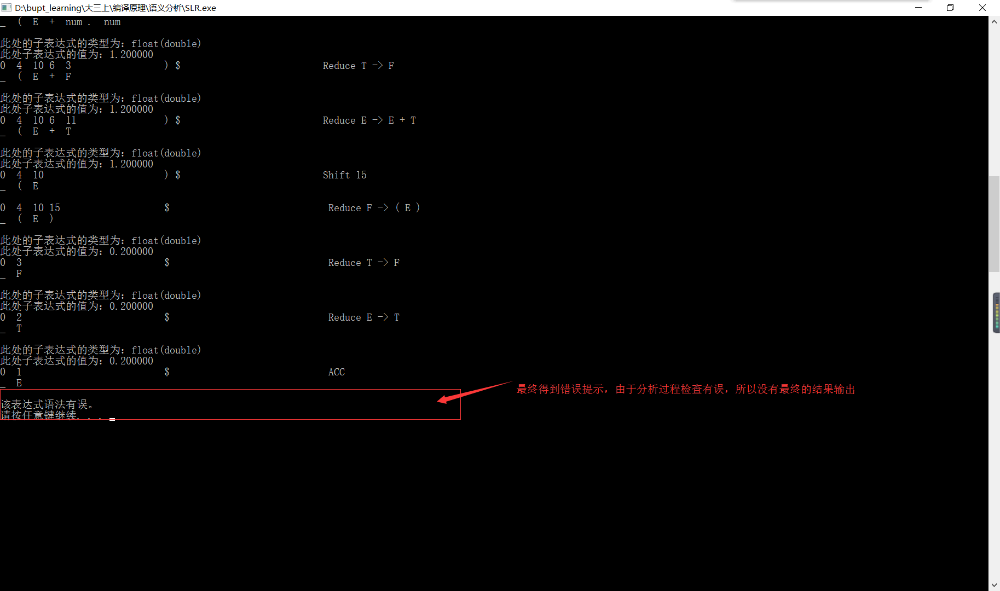 D:\bupt_learning\大三上\编译原理\语义分析\SLR.exe
_ ( E + num . num
此处的子表达式的类型为: float(double)
此处子表达式的值为: 1.200000
0 4 10 6 3 ) $ Reduce T -> F
_ ( E + F
此处的子表达式的类型为: float(double)
此处子表达式的值为: 1.200000
0 4 10 6 11 ) $ Reduce E -> E + T
_ ( E + T
此处的子表达式的类型为: float(double)
此处子表达式的值为: 1.200000
0 4 10 ) $ Shift 15
_ ( E
0 4 10 15 $ Reduce F -> ( E )
_ ( E )
此处的子表达式的类型为: float(double)
此处子表达式的值为: 0.200000
0 3 $ Reduce T -> F
_ F
此处的子表达式的类型为: float(double)
此处子表达式的值为: 0.200000
0 2 $ Reduce E -> T
_ T
此处的子表达式的类型为: float(double)
此处子表达式的值为: 0.200000
0 1 $ ACC
_ E
最终得到错误提示，由于分析过程检查有误，所以没有最终的结果输出
该表达式语法有误。
请按任意键继续. . .